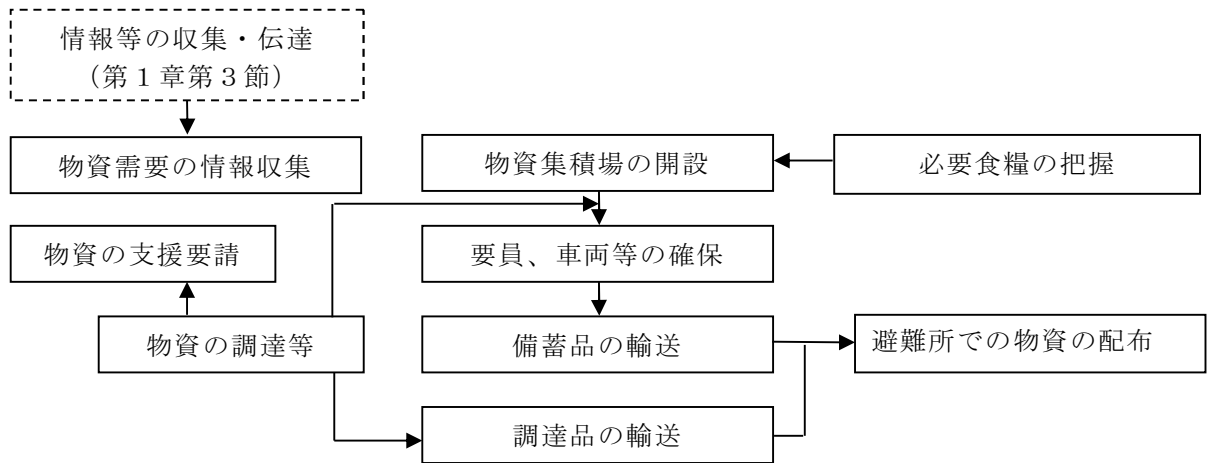 情報等の収集・伝達
（第１章第３節）
物資需要の情報収集
物資集積場の開設
必要食糧の把握
物資の支援要請
要員、車両等の確保
物資の調達等
備蓄品の輸送
避難所での物資の配布
調達品の輸送